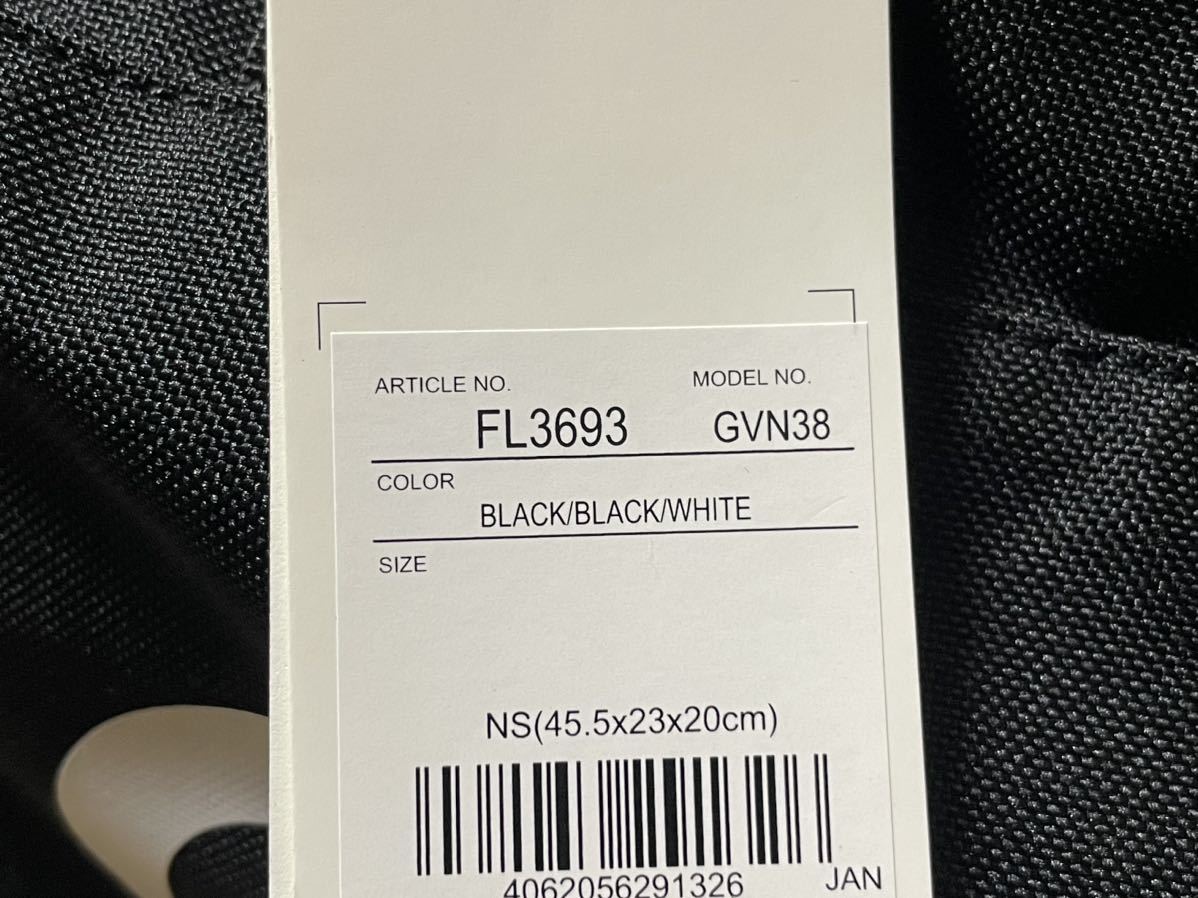 ARTICLE NO. MODEL NO.
FL3693 GVN38
COLOR
BLACK/BLACK/WHITE
SIZE
NS(45.5x23x20cm)
4062056291326 JAN